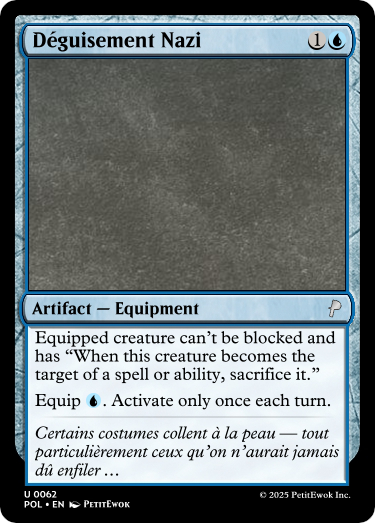 Déguisement Nazi
1
Artifact — Equipment
Equipped creature can’t be blocked and
has “When this creature becomes the
target of a spell or ability, sacrifice it.”
Equip . Activate only once each turn.
Certains costumes collent à la peau — tout
particulièrement ceux qu’on n’aurait jamais
dû enfiler …
U 0062
POL • EN PetitEwok
© 2025 PetitEwok Inc.